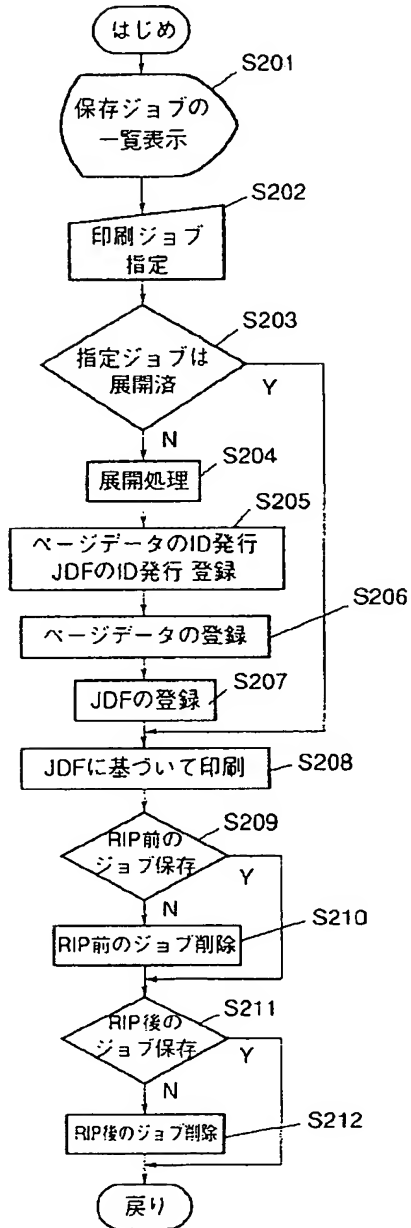 はじめ
S201
保存ジョブの
一覧表示
S202
印刷ジョブ
指定
S203
指定ジョブは
展開済
Y
N
S204
展開処理
S205
ページデータのID発行
JDFのID発行 登録
S206
ページデータの登録
S207
JDFの登録
JDFに基づいて印刷
S208
S209
RIP前の
ジョブ保存
Y
N
S210
RIP前のジョブ削除
S211
RIP後の
ジョブ保存
Y
N
S212
RIP後のジョブ削除
戻り